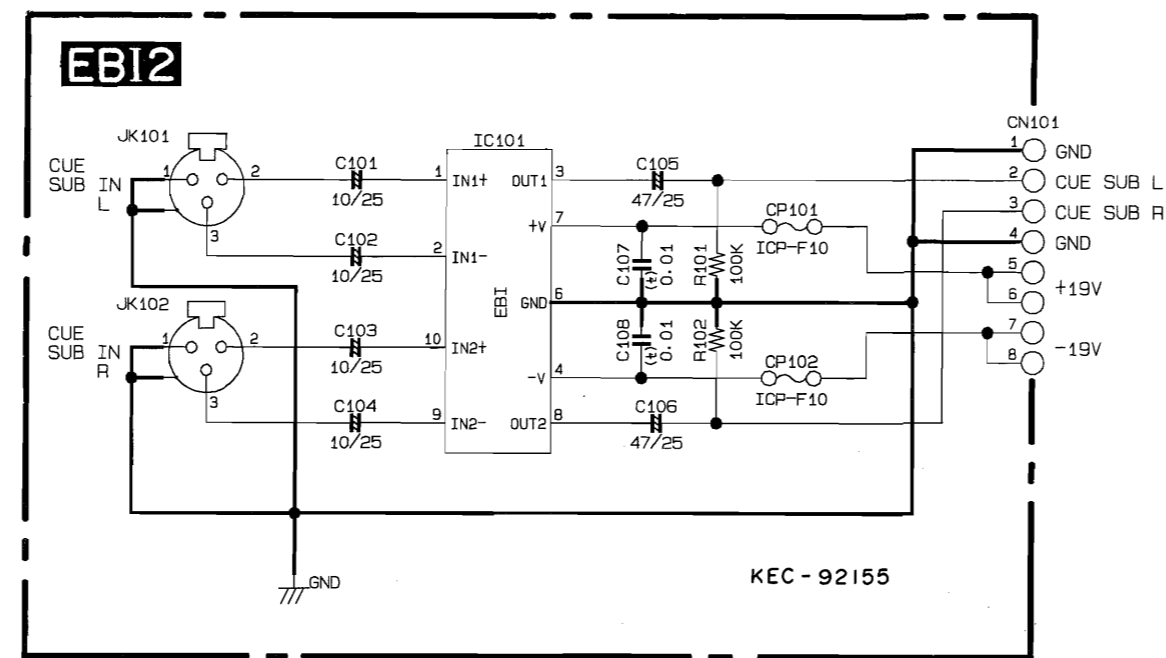 EBI2
JK101
CUE
SUB IN
L
1
2
3
C101
10/25
C102
10/25
JK102
CUE
SUB IN
R
1
2
3
C103
10/25
C104
10/25
IC101
EBI
1 IN1+
2 IN1-
10 IN2+
9 IN2-
OUT1 3
+V 7
GND 6
-V 4
OUT2 8
C105
47/25
C107
(t) 0.01
R101
100K
C108
(t) 0.01
R102
100K
C106
47/25
CP101
ICP-F10
CP102
ICP-F10
CN101
1 GND
2 CUE SUB L
3 CUE SUB R
4 GND
5
+19V
6
7
-19V
8
GND
KEC-92155